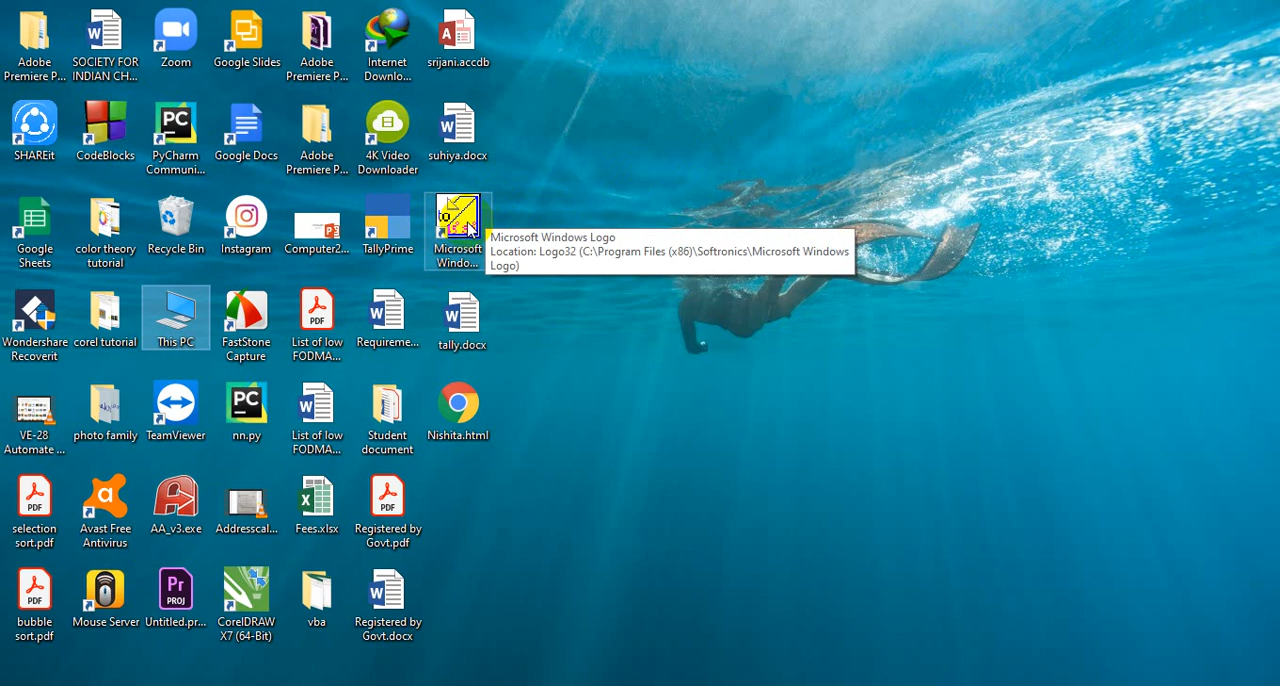 Adobe
Premiere P...
SOCIETY FOR
INDIAN CH...
Zoom
Google Slides
Adobe
Premiere P...
Internet
Downlo...
srijani.accdb
SHAREit
CodeBlocks
PC
PyCharm
Communi...
Google Docs
Adobe
Premiere P...
4K Video
Downloader
suhiya.docx
Google
Sheets
color theory
tutorial
Recycle Bin
Instagram
Computer2...
TallyPrime
to
Microsoft
Windo...
Microsoft Windows Logo
Location: Logo32 (C:\Program Files (x86)\Softronics\Microsoft Windows
Logo)
Wondershare
Recoverit
corel tutorial
This PC
FastStone
Capture
PDF
List of low
FODMA...
Requireme...
tally.docx
VE-28
Automate ...
photo family
TeamViewer
PC
nn.py
List of low
FODMA...
Student
document
Nishita.html
PDF
selection
sort.pdf
Avast Free
Antivirus
AA_v3.exe
Addresscal...
Fees.xlsx
PDF
Registered by
Govt.pdf
PDF
bubble
sort.pdf
Mouse Server
Pr
PROJ
Untitled.pr...
CorelDRAW
X7 (64-Bit)
vba
Registered by
Govt.docx